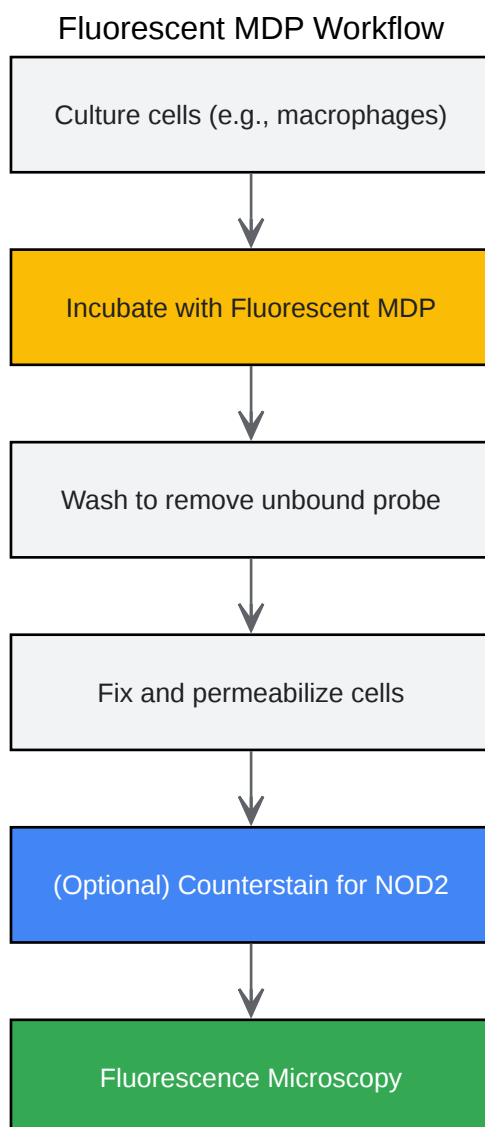 Fluorescent MDP Workflow
Culture cells (e.g., macrophages)
Incubate with Fluorescent MDP
Wash to remove unbound probe
Fix and permeabilize cells
(Optional) Counterstain for NOD2
Fluorescence Microscopy